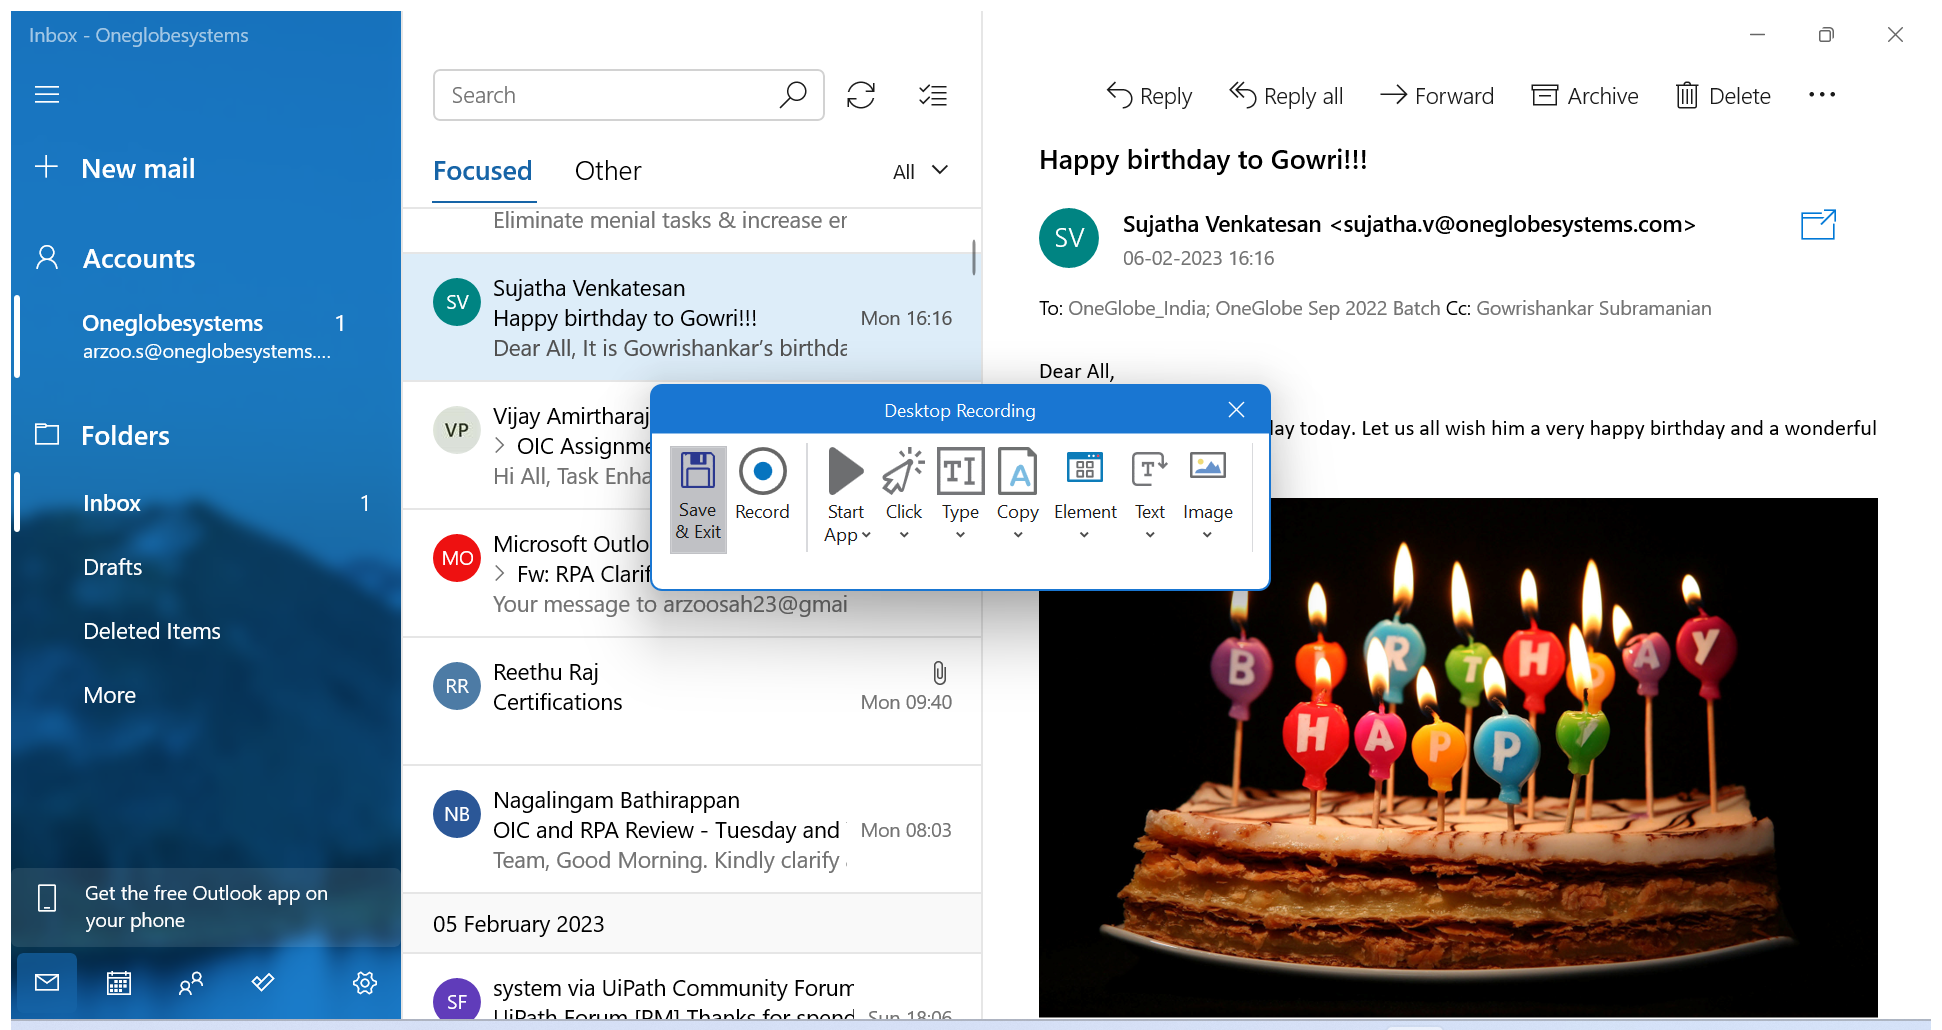 Inbox - Oneglobesystems
New mail
Accounts
Oneglobesystems 1
arzoo.s@oneglobesystems....
Folders
Inbox 1
Drafts
Deleted Items
More
Get the free Outlook app on
your phone
Search
Focused Other All
Eliminate menial tasks & increase er
SV
Sujatha Venkatesan
Happy birthday to Gowri!!! Mon 16:16
Dear All, It is Gowrishankar’s birthda
VP
Vijay Amirtharaj
OIC Assignme
Hi All, Task Enha
MO
Microsoft Outlo
Fw: RPA Clarif
Your message to arzoosah23@gmai
RR
Reethu Raj
Certifications Mon 09:40
NB
Nagalingam Bathirappan
OIC and RPA Review - Tuesday and Mon 08:03
Team, Good Morning. Kindly clarify
05 February 2023
SF
system via UiPath Community Forum
UiPath Forum [PM] Thanks for spend Sun 18:06
Desktop Recording
Save
& Exit
Record
Start
App
Click
Type
Copy
Element
Text
Image
Reply Reply all Forward Archive Delete
Happy birthday to Gowri!!!
SV
Sujatha Venkatesan <sujatha.v@oneglobesystems.com>
06-02-2023 16:16
To: OneGlobe_India; OneGlobe Sep 2022 Batch Cc: Gowrishankar Subramanian
Dear All,
lay today. Let us all wish him a very happy birthday and a wonderful
HAPPY
BIRTHDAY